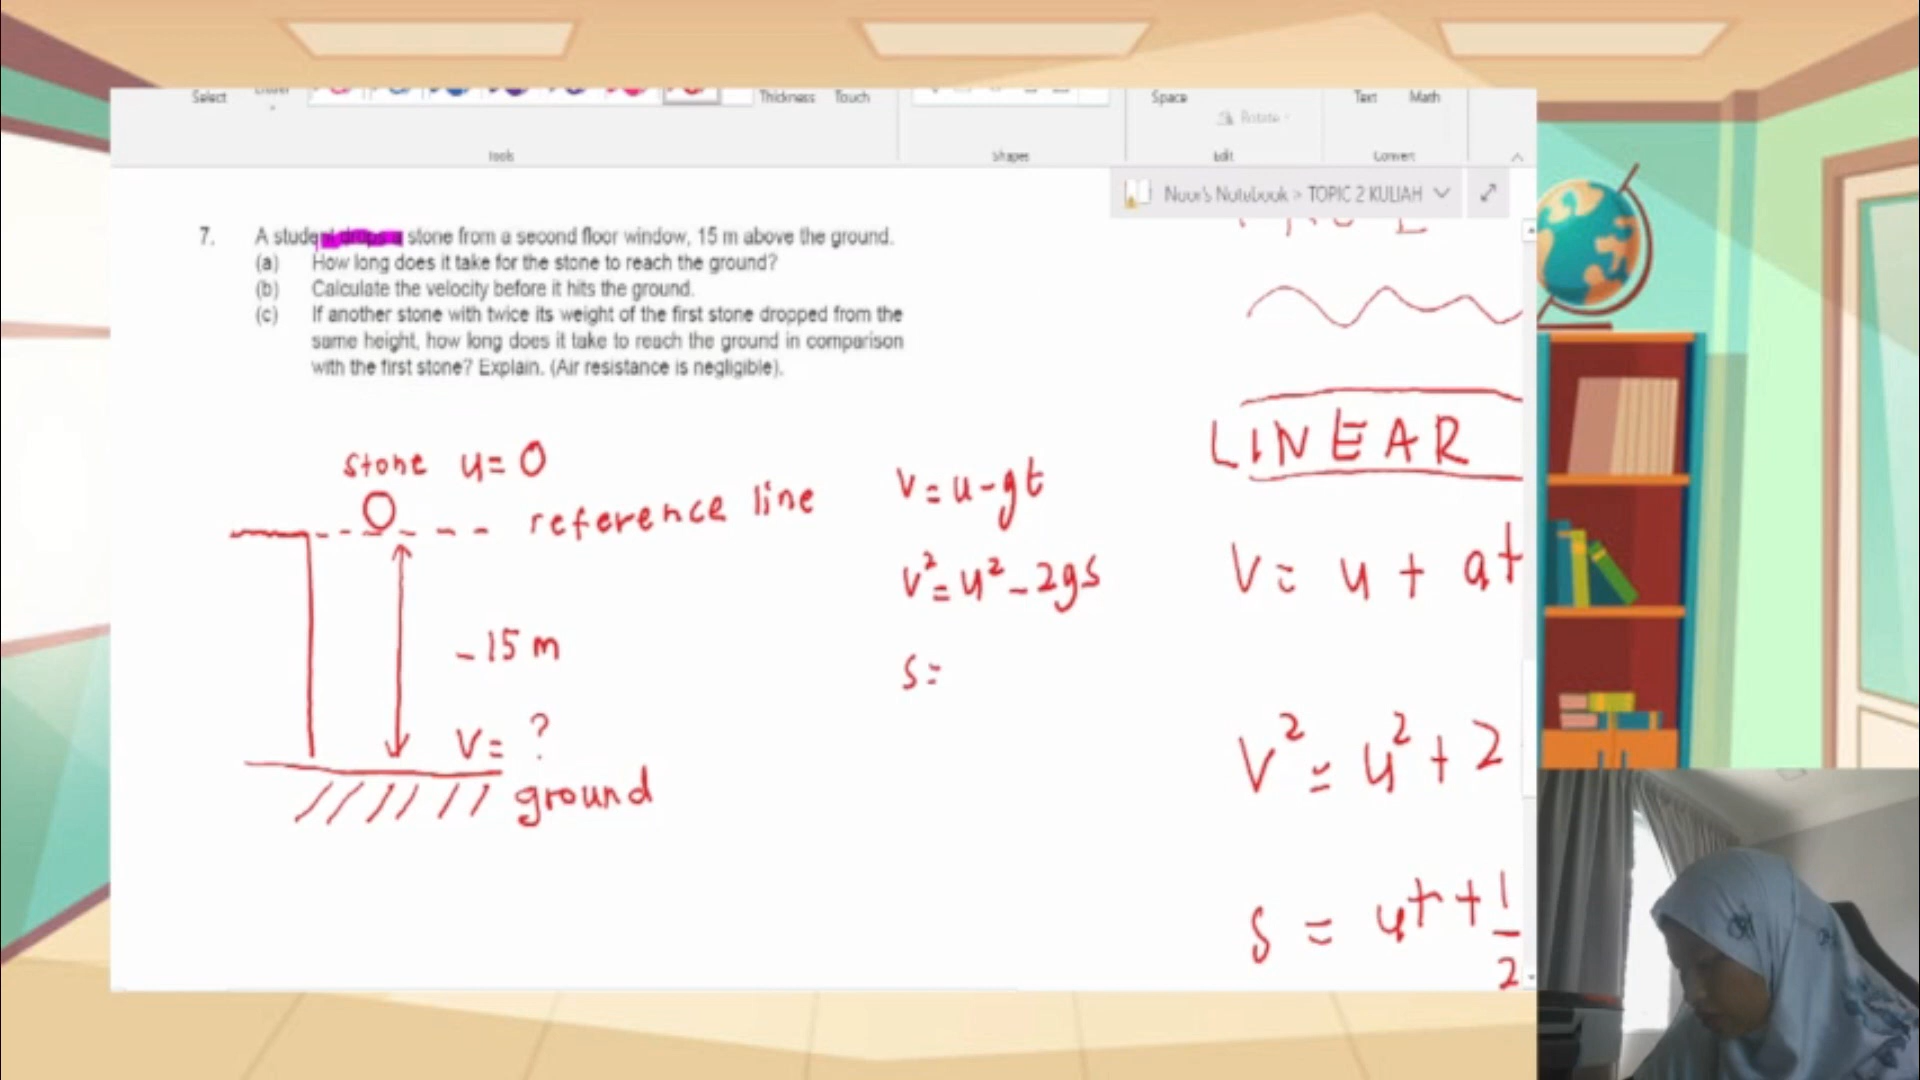 Select
Thickness Touch
Space
Text Math
Rotate
Tools
Shapes
Edit
Convert
Noor's Notebook > TOPIC 2 KULIAH
7. A student drops a stone from a second floor window, 15 m above the ground.
(a) How long does it take for the stone to reach the ground?
(b) Calculate the velocity before it hits the ground.
(c) If another stone with twice its weight of the first stone dropped from the
same height, how long does it take to reach the ground in comparison
with the first stone? Explain. (Air resistance is negligible).
stone u = 0
reference line
- 15 m
V = ?
ground
v = u - gt
v² = u² - 2gs
s =
LINEAR
V = u + at
V² = u² + 2
s = ut + 1/2